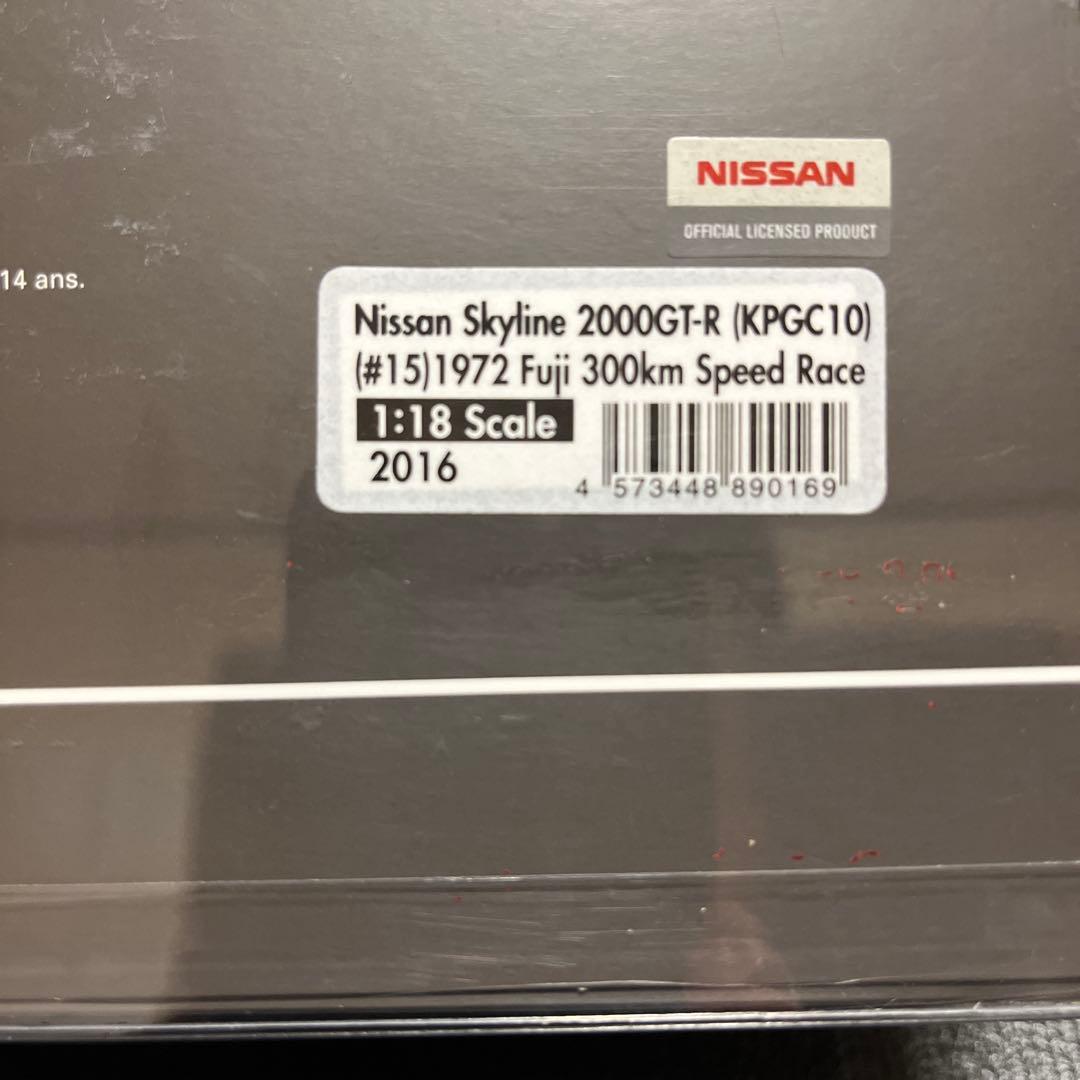 NISSAN
OFFICIAL LICENSED PRODUCT
14 ans.
Nissan Skyline 2000GT-R (KPGC10)
(#15)1972 Fuji 300km Speed Race
1:18 Scale
2016
4 573448 890169